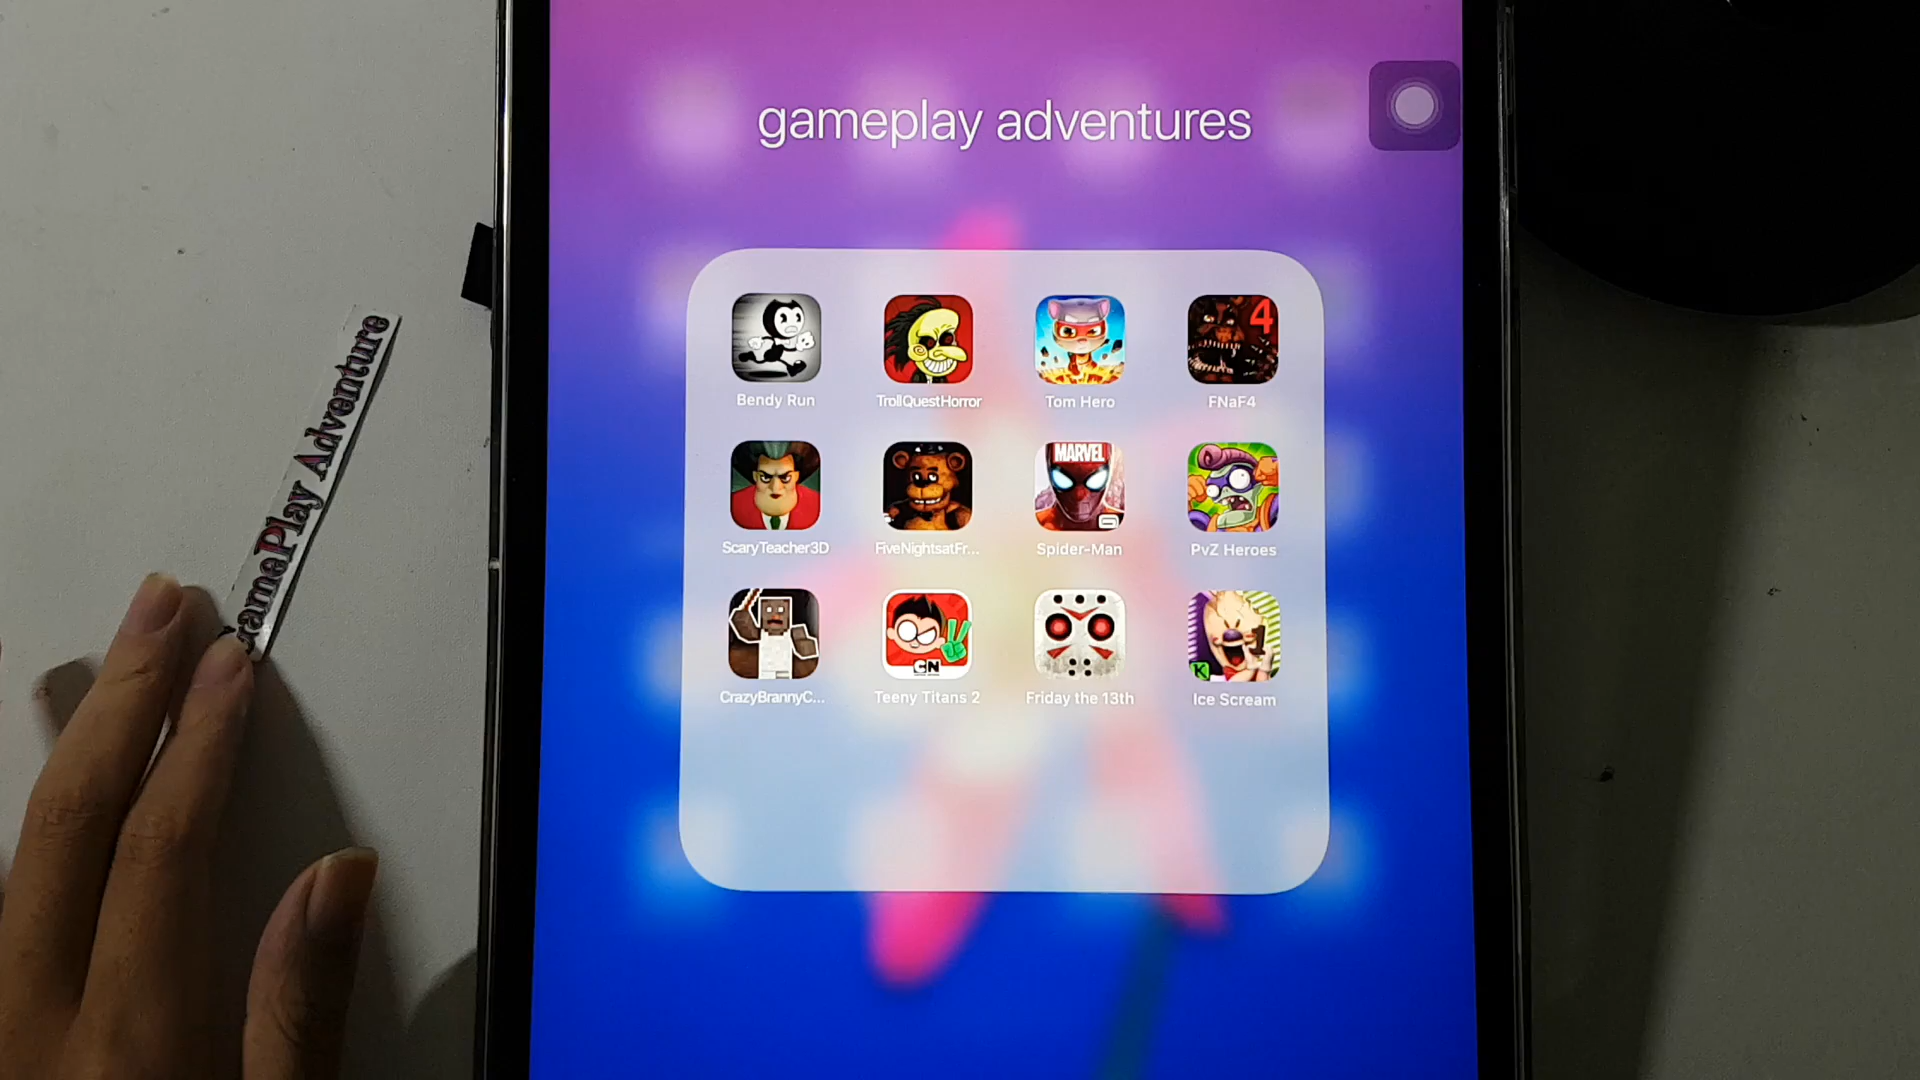 gameplay adventures
GamePlay Adventure
4
Bendy Run
TrollQuestHorror
Tom Hero
FNaF4
MARVEL
ScaryTeacher3D
FiveNightsatFr...
Spider-Man
PvZ Heroes
CN
K
CrazyBrannyC...
Teeny Titans 2
Friday the 13th
Ice Scream